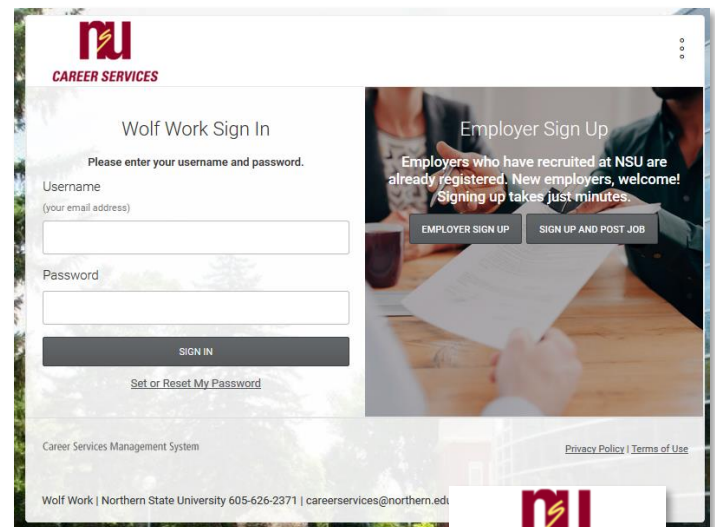 nsu
CAREER SERVICES
Wolf Work Sign In
Please enter your username and password.
Username
(your email address)
Password
SIGN IN
Set or Reset My Password
Employer Sign Up
Employers who have recruited at NSU are
already registered. New employers, welcome!
Signing up takes just minutes.
EMPLOYER SIGN UP
SIGN UP AND POST JOB
Career Services Management System
Privacy Policy | Terms of Use
Wolf Work | Northern State University 605-626-2371 | careerservices@northern.edu
nsu